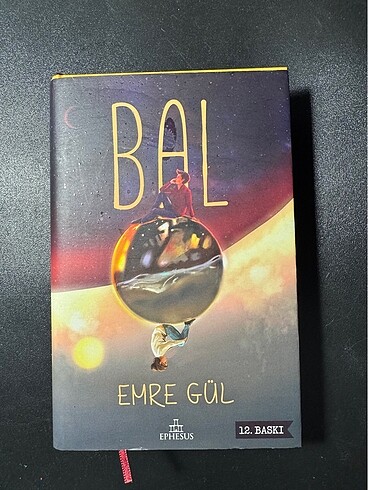 BAL
EMRE GÜL
EPHESUS
12. BASKI